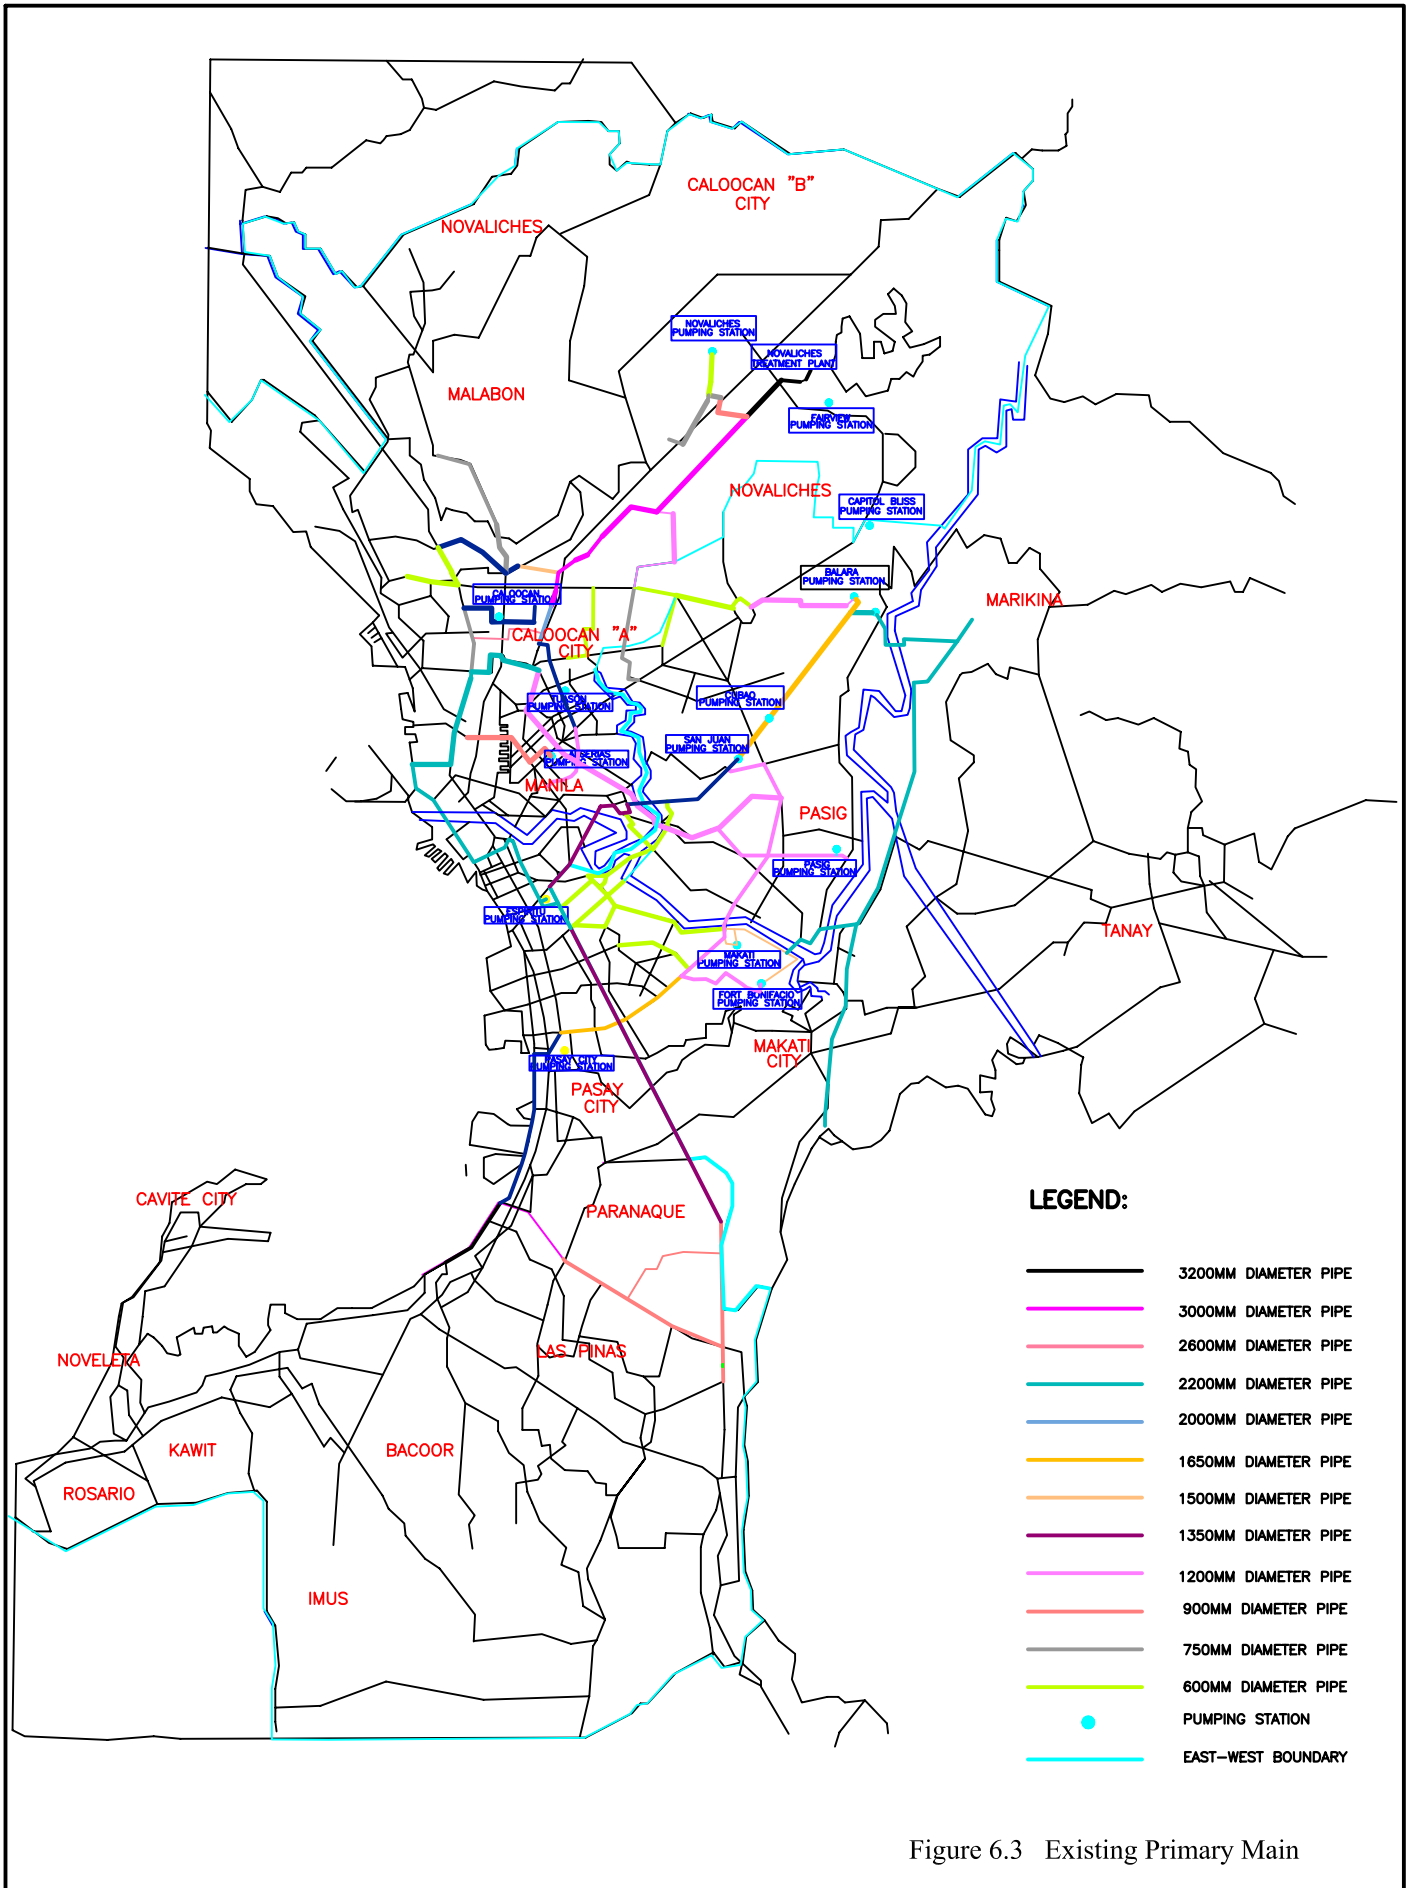 CALOOCAN "B"
CITY
NOVALICHES
NOVALICHES
PUMPING STATION
NOVALICHES
TREATMENT PLANT
MALABON
FAIRVIEW
PUMPING STATION
NOVALICHES
CAPITOL BLISS
PUMPING STATION
BALARA
PUMPING STATION
MARIKINA
CALOOCAN
PUMPING STATION
CALOOCAN "A"
CITY
TUASON
PUMPING STATION
CUBAO
PUMPING STATION
SAN JUAN
PUMPING STATION
PUMPING STATION
MANILA
PASIG
PASIG
PUMPING STATION
ESPIRITU
PUMPING STATION
TANAY
MAKATI
PUMPING STATION
FORT BONIFACIO
PUMPING STATION
MAKATI
CITY
PASAY CITY
PUMPING STATION
PASAY
CITY
CAVITE CITY
PARANAQUE
NOVELETA
LAS PINAS
KAWIT
BACOOR
ROSARIO
IMUS
LEGEND:
3200MM DIAMETER PIPE
3000MM DIAMETER PIPE
2600MM DIAMETER PIPE
2200MM DIAMETER PIPE
2000MM DIAMETER PIPE
1650MM DIAMETER PIPE
1500MM DIAMETER PIPE
1350MM DIAMETER PIPE
1200MM DIAMETER PIPE
900MM DIAMETER PIPE
750MM DIAMETER PIPE
600MM DIAMETER PIPE
PUMPING STATION
EAST-WEST BOUNDARY
Figure 6.3 Existing Primary Main